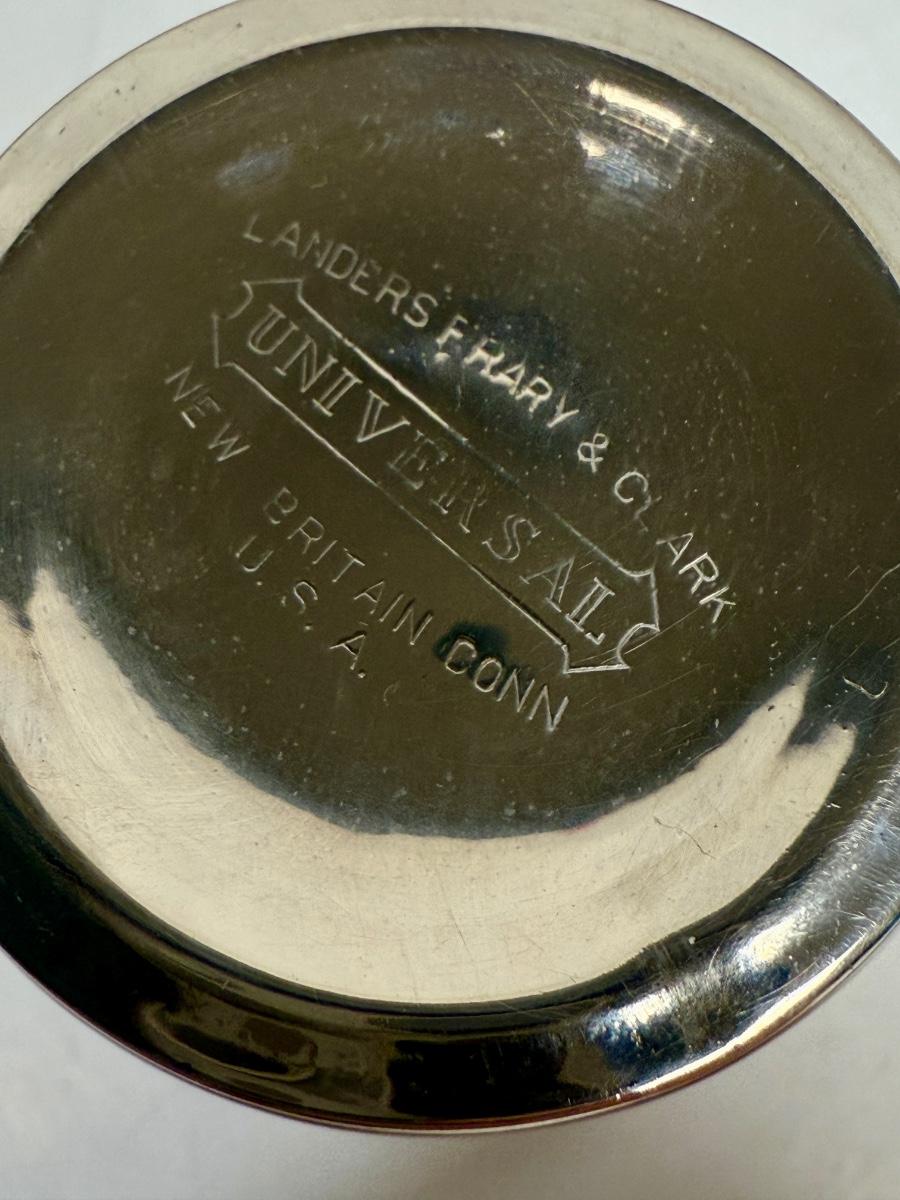 LANDERS FRARY & CLARK
UNIVERSAL
NEW BRITAIN CONN
U. S. A.